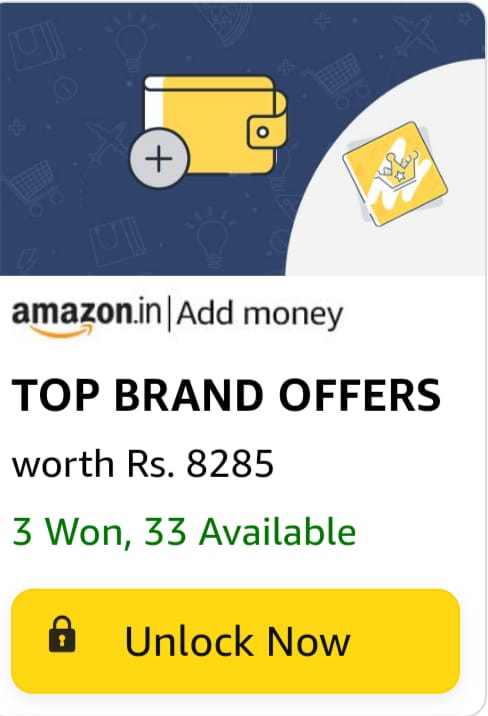 amazon.in|Add money
TOP BRAND OFFERS
worth Rs. 8285
3 Won, 33 Available
Unlock Now